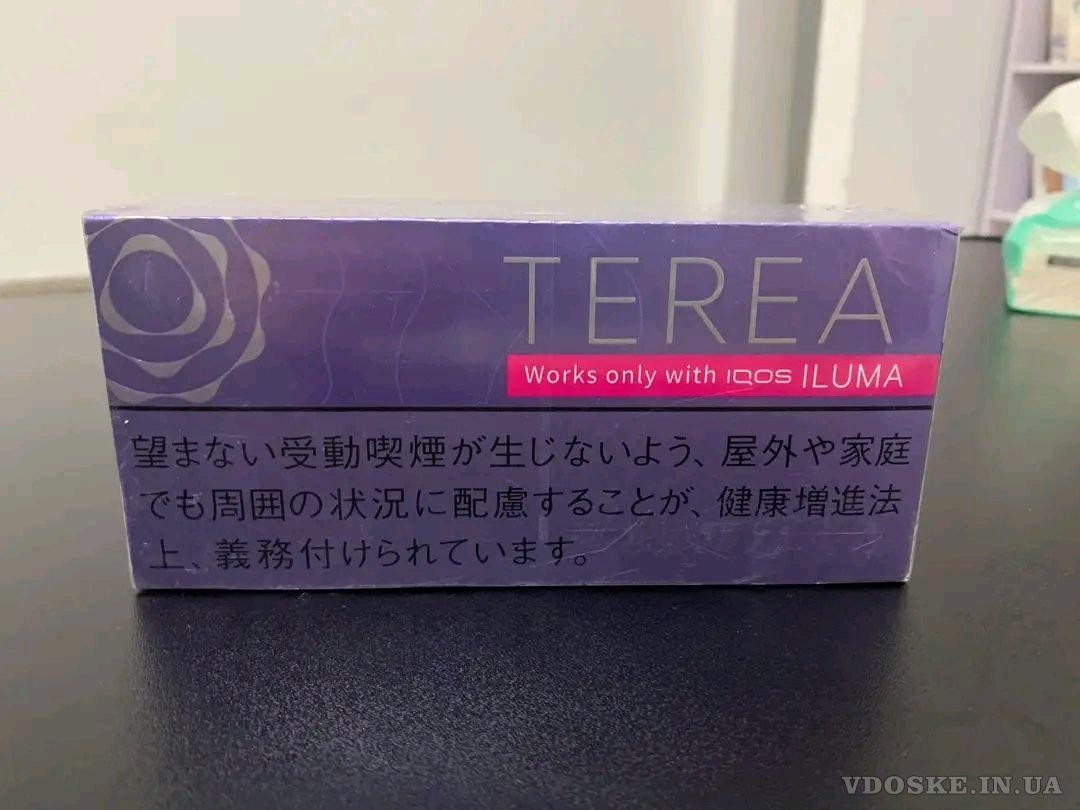 TEREA
Works only with IQOS ILUMA
望まない受動喫煙が生じないよう、屋外や家庭
でも周囲の状況に配慮することが、健康増進法
上、義務付けられています。
VDOSKE.IN.UA